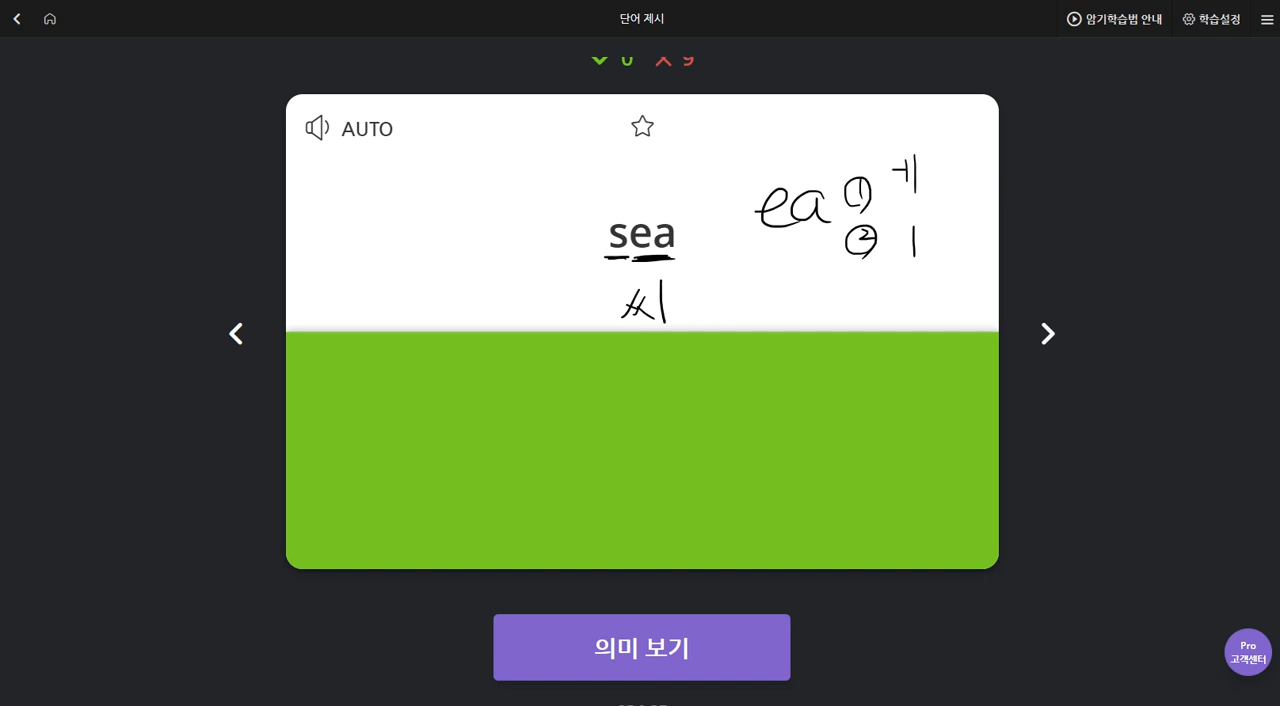 단어 제시
암기학습법 안내
학습설정
AUTO
sea
씨
ea ① ㅔ
② ㅣ
의미 보기
Pro
고객센터